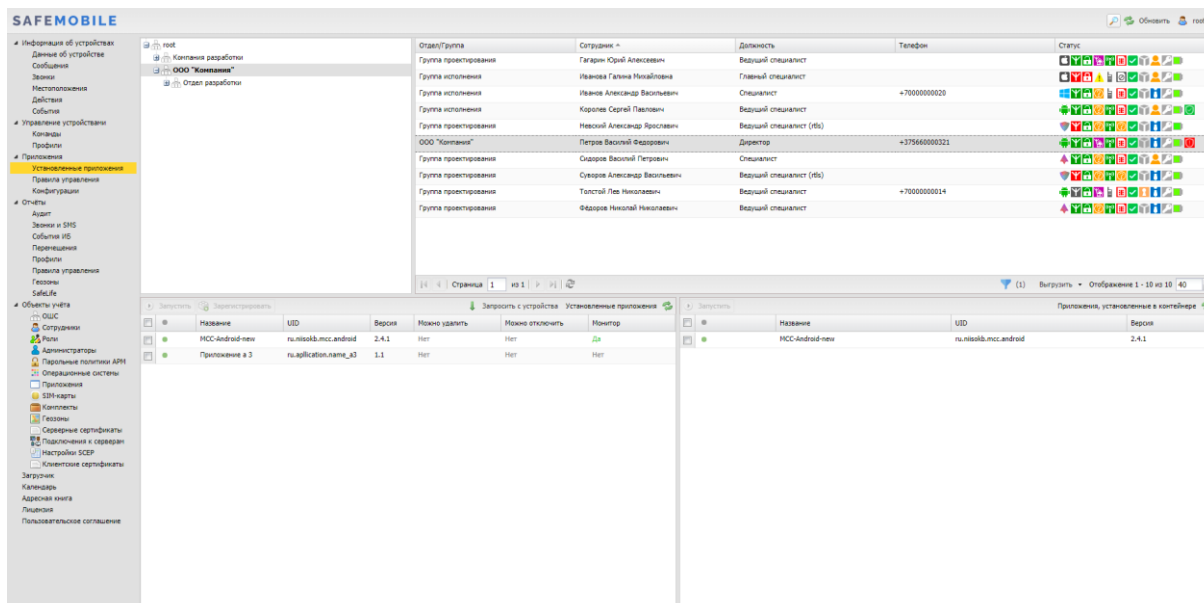 SAFEMOBILE
Обновить root
Информация об устройствах
Данные об устройстве
Сообщения
Звонки
Местоположения
Действия
События
Управление устройствами
Команды
Профили
Приложения
Установленные приложения
Правила управления
Конфигурации
Отчёты
Аудит
Звонки и SMS
События ИБ
Перемещения
Профили
Правила управления
Геозоны
SafeLife
Объекты учёта
ОШС
Сотрудники
Роли
Администраторы
Парольные политики АРМ
Операционные системы
Приложения
SIM-карты
Комплекты
Геозоны
Серверные сертификаты
Подключения к серверам
Настройки SCEP
Клиентские сертификаты
Загрузчик
Календарь
Адресная книга
Лицензия
Пользовательское соглашение
root
Компания разработки
ООО "Компания"
Отдел разработки
Отдел/Группа Сотрудник Должность Телефон Статус
Группа проектирования Гагарин Юрий Алексеевич Ведущий специалист
Группа исполнения Иванова Галина Михайловна Главный специалист
Группа исполнения Иванов Александр Васильевич Специалист +70000000020
Группа исполнения Королев Сергей Павлович Ведущий специалист
Группа проектирования Невский Александр Ярославич Ведущий специалист (rtls)
ООО "Компания" Петров Василий Федорович Директор +375660000321
Группа проектирования Сидоров Василий Петрович Специалист
Группа проектирования Суворов Александр Васильевич Ведущий специалист (rtls)
Группа проектирования Толстой Лев Николаевич Ведущий специалист +70000000014
Группа проектирования Фёдоров Николай Николаевич Ведущий специалист
Страница 1 из 1 (1) Выгрузить Отображение 1 - 10 из 10 40
Запустить Зарегистрировать Запросить с устройства Установленные приложения
Название UID Версия Можно удалить Можно отключить Монитор
MCC-Android-new ru.niisokb.mcc.android 2.4.1 Нет Нет Да
Приложение a 3 ru.apllication.name_a3 1.1 Нет Нет Нет
Запустить Приложения, установленные в контейнере
Название UID Версия
MCC-Android-new ru.niisokb.mcc.android 2.4.1